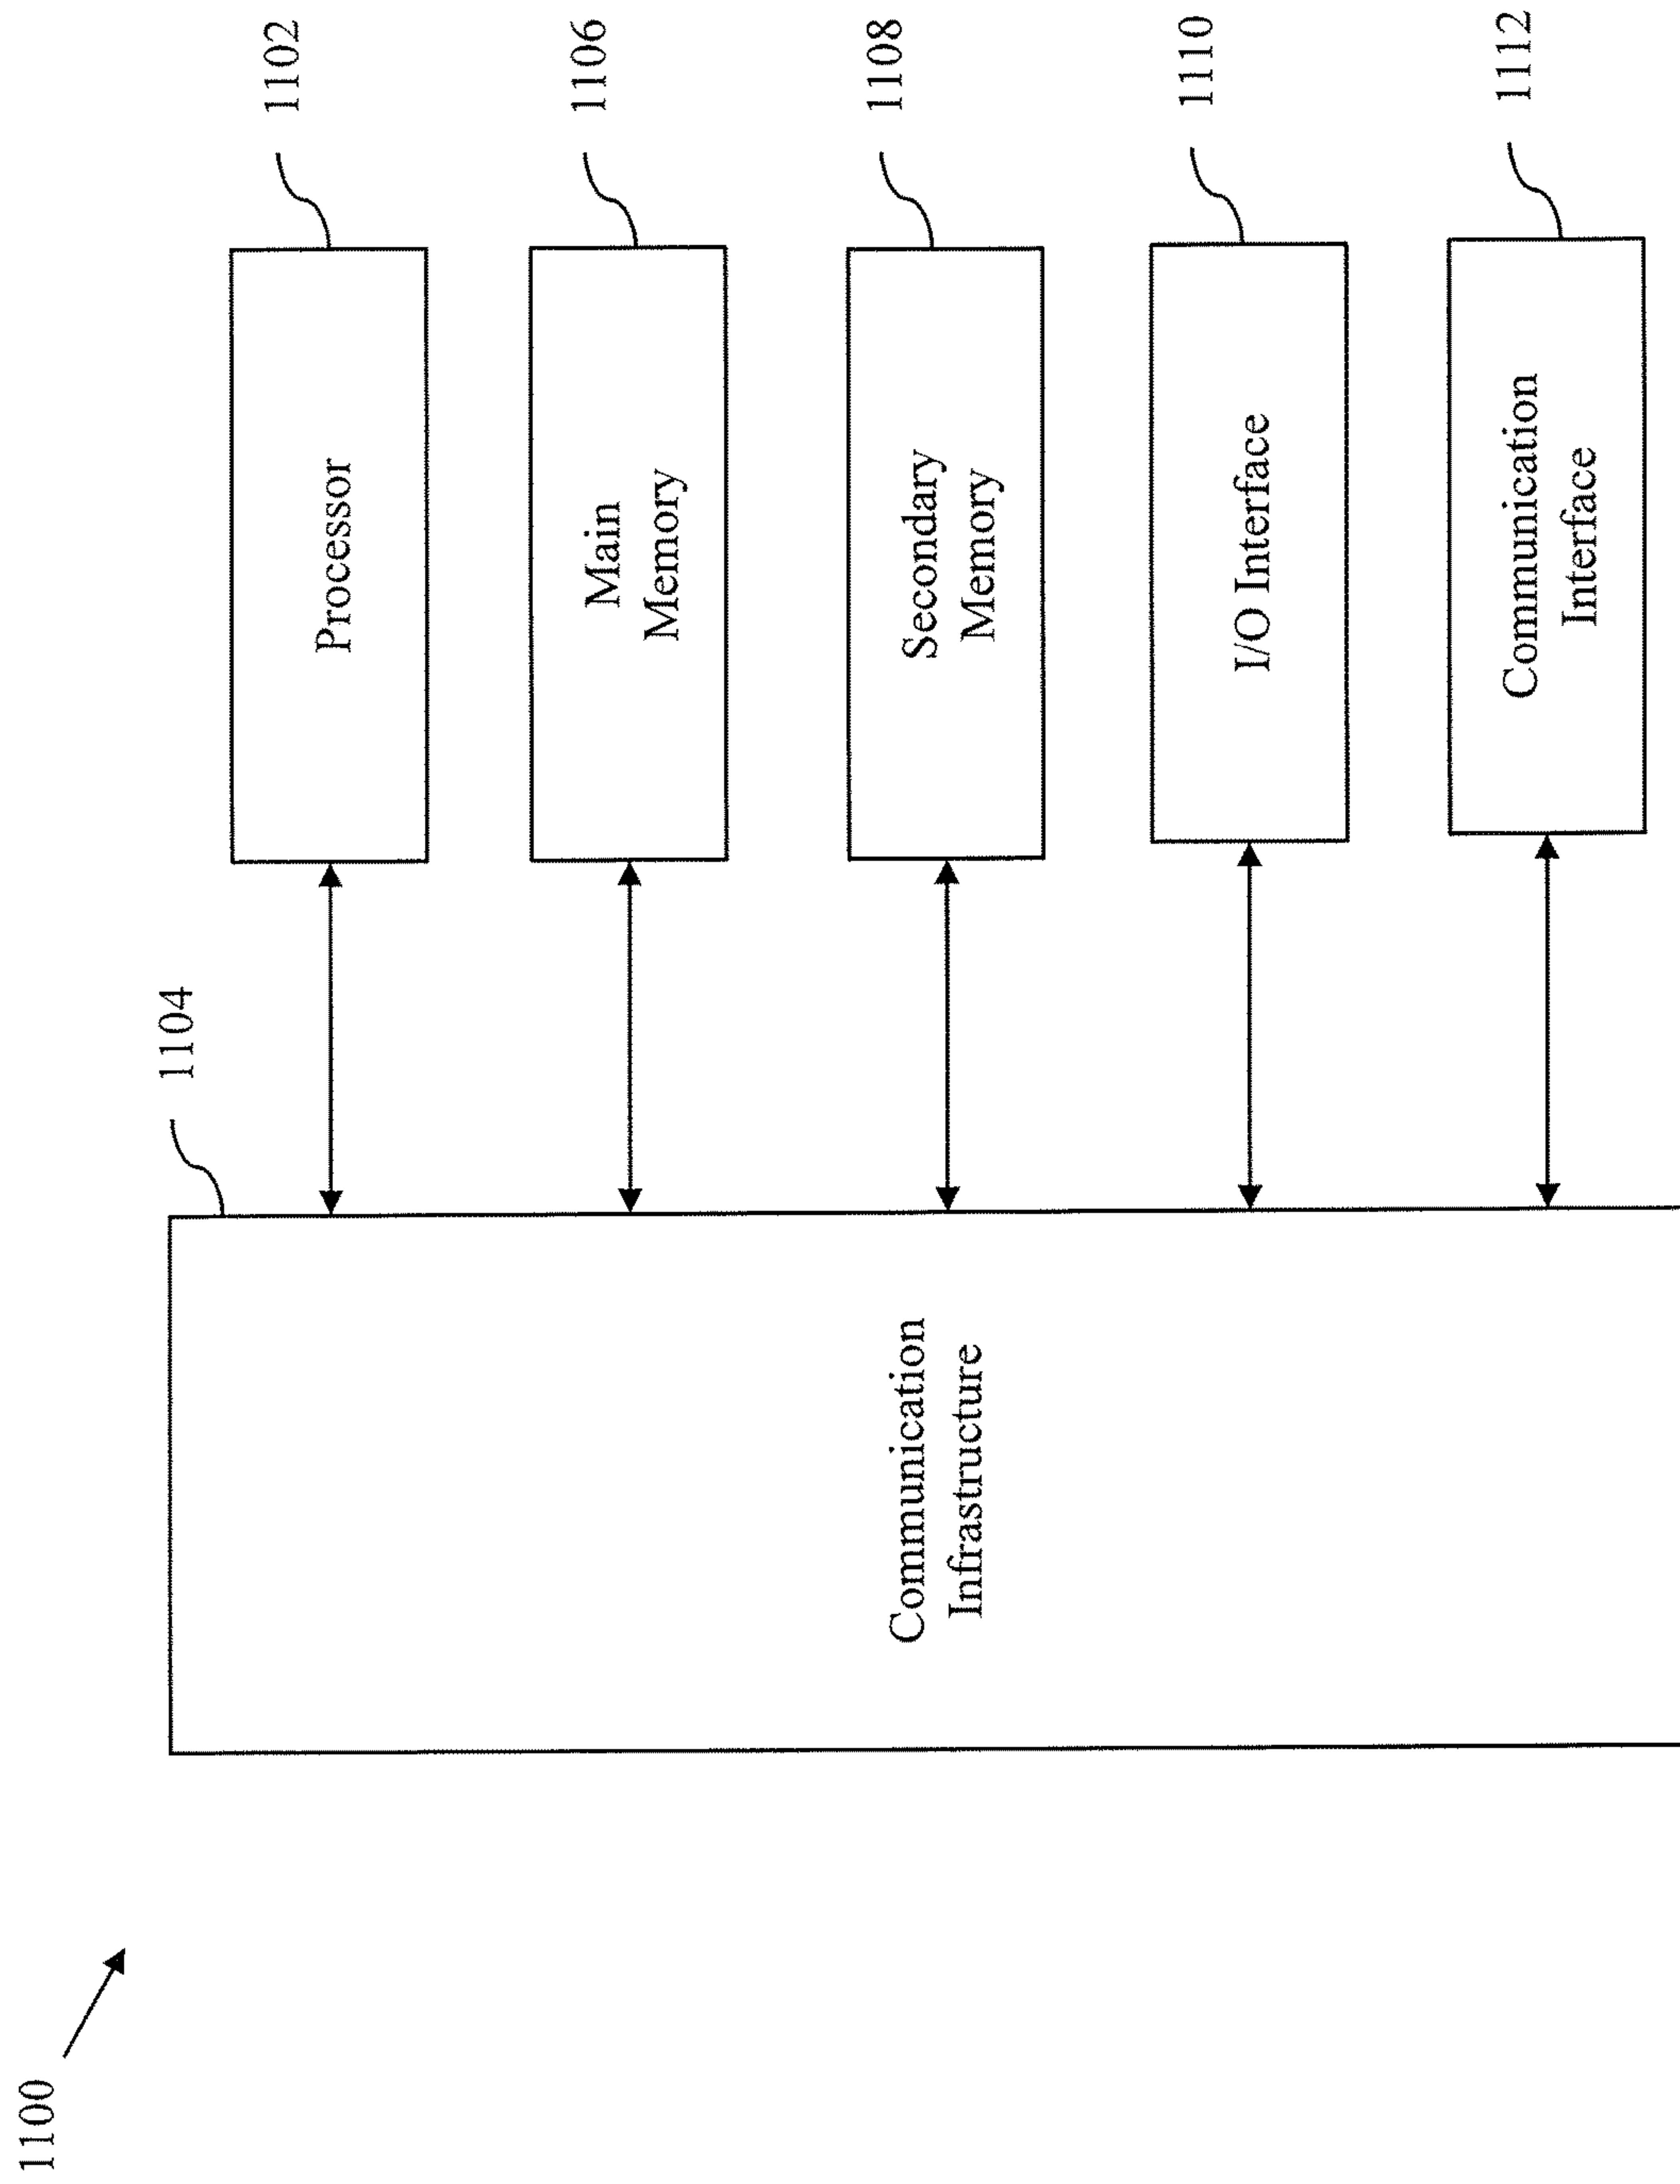 1100
1104
Communication
Infrastructure
Processor
1102
Main
Memory
1106
Secondary
Memory
1108
I/O Interface
1110
Communication
Interface
1112